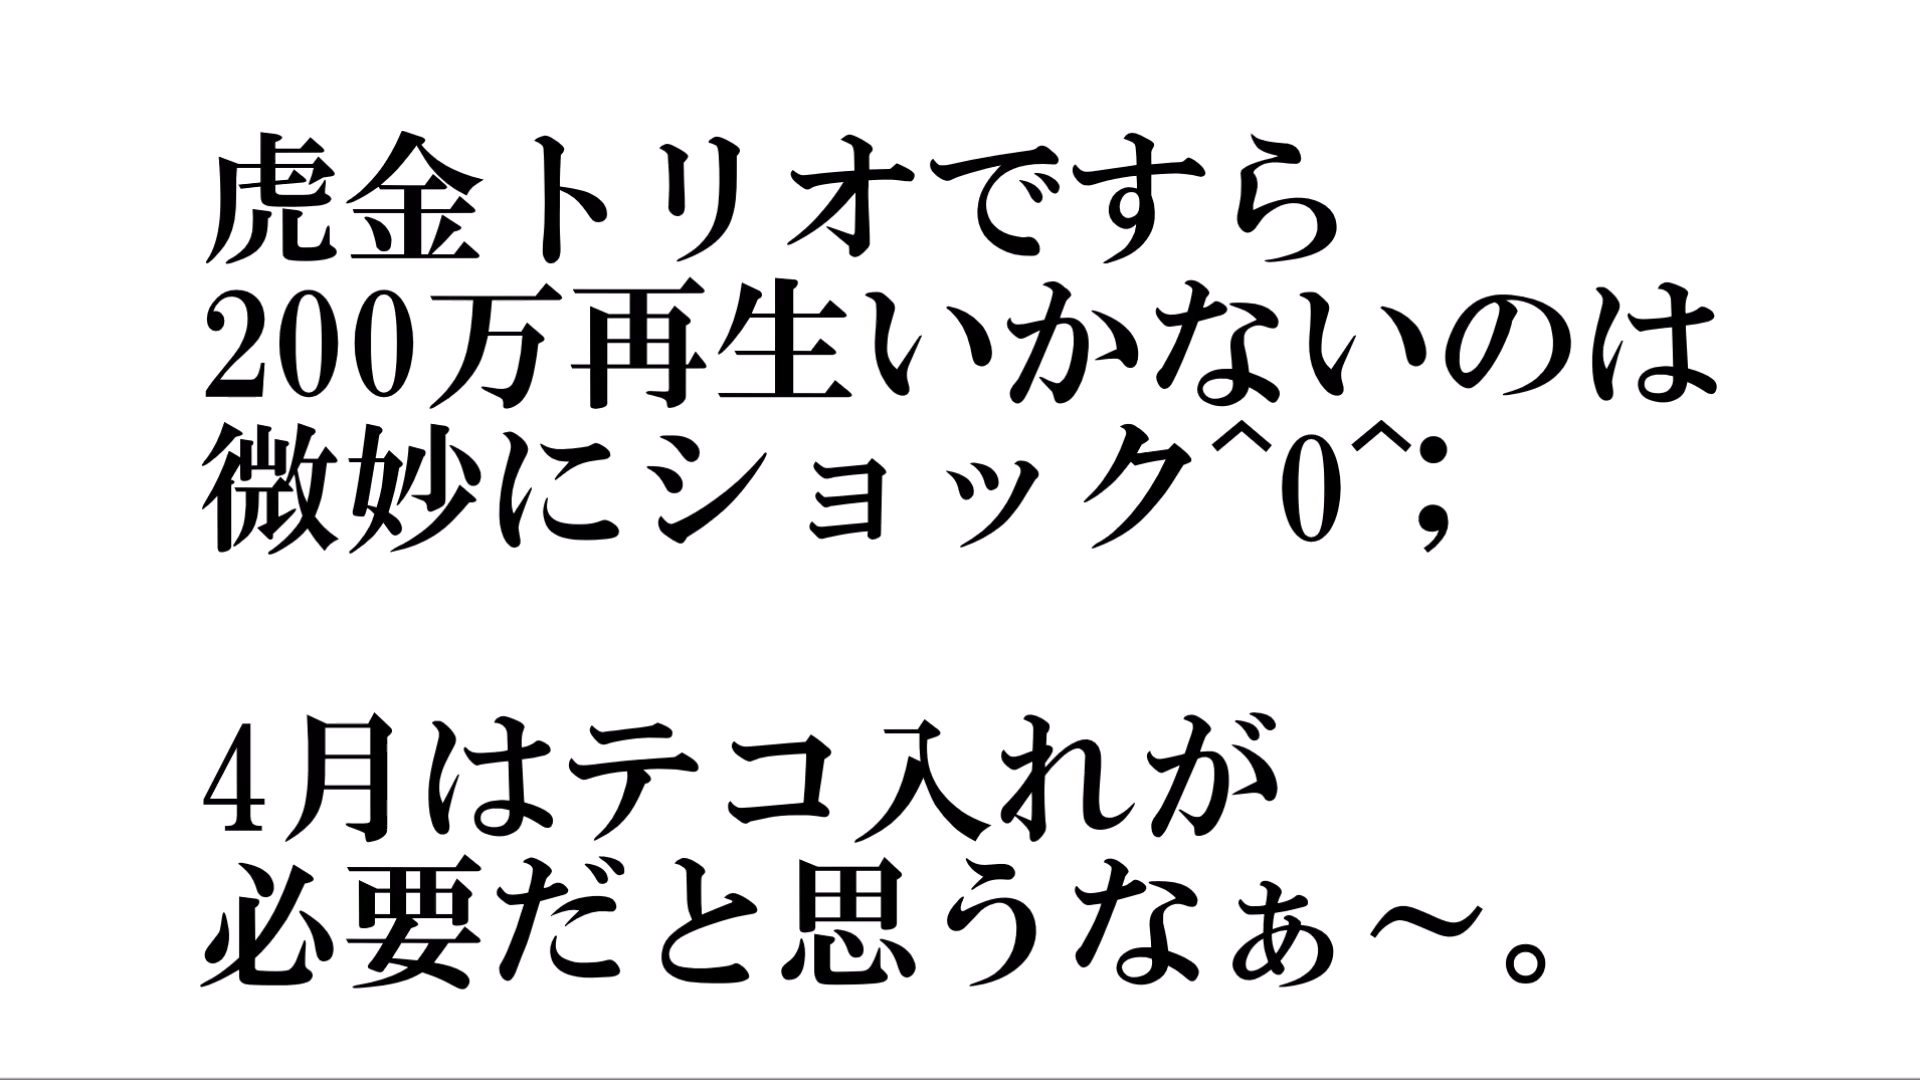 虎金トリオですら
200万再生いかないのは
微妙にショック^0^;
4月はテコ入れが
必要だと思うなぁ～。